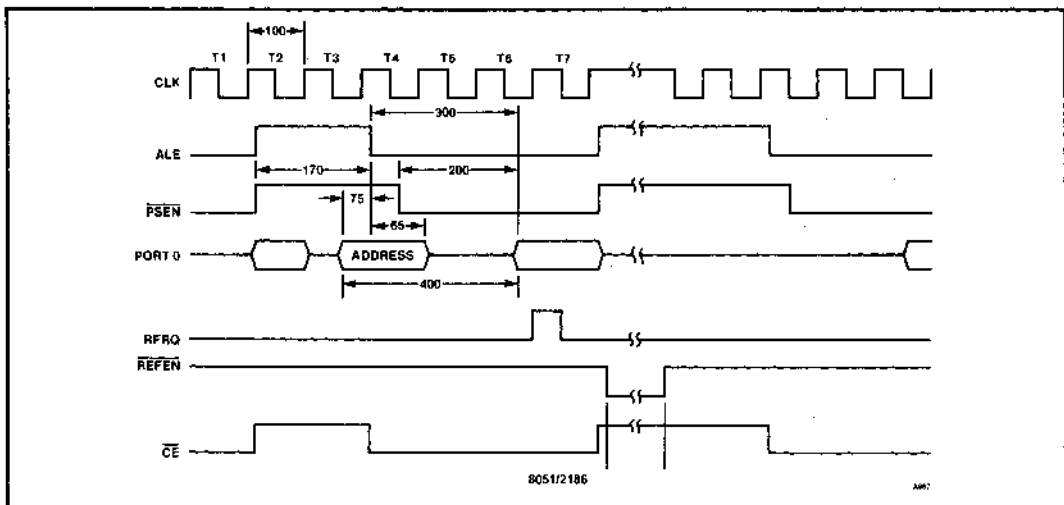 100
T1 T2 T3 T4 T5 T6 T7
CLK
300
ALE
170 200
PSEN
75
65
PORT 0 ADDRESS
400
RFRQ
REFEN
CE
8051/2186